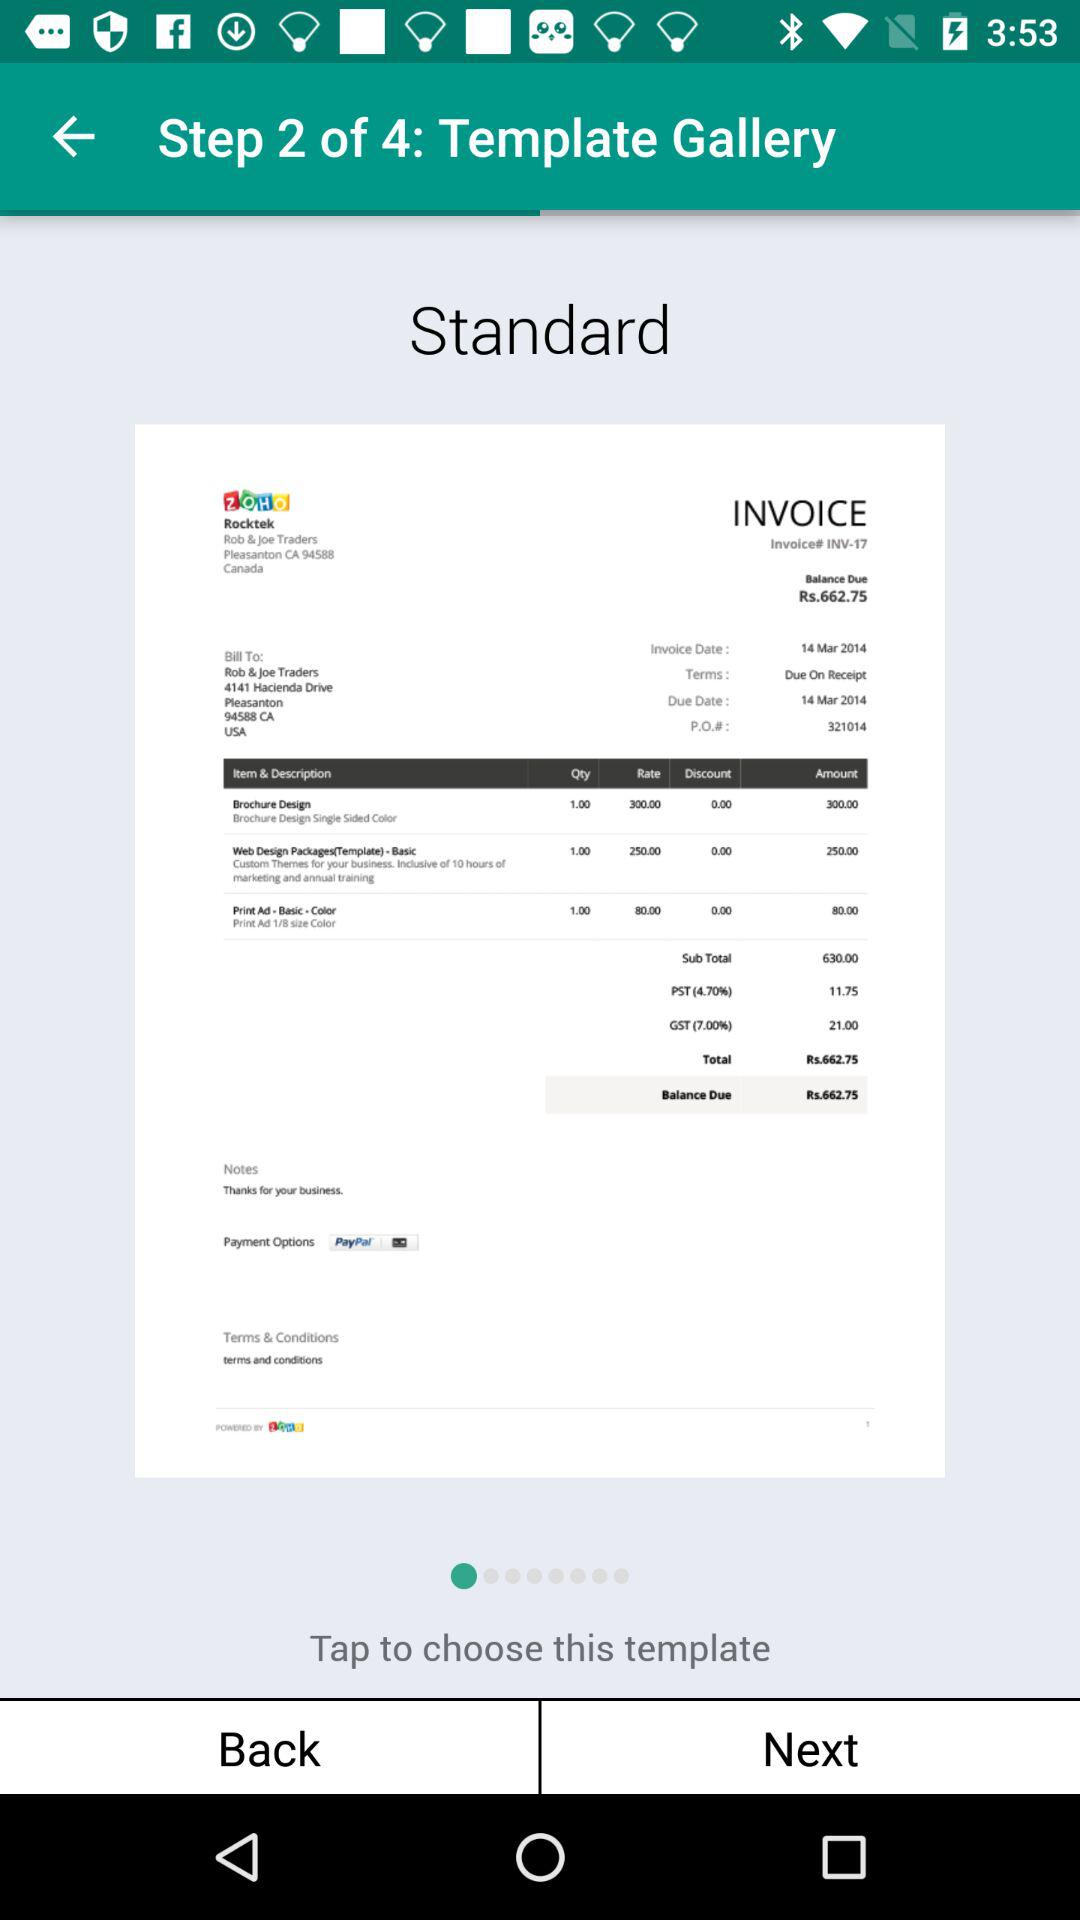 3:53
Step 2 of 4: Template Gallery
Standard
ZOHO
Rocktek
Rob & Joe Traders
Pleasanton CA 94588
Canada
INVOICE
Invoice# INV-17
Balance Due
Rs.662.75
Bill To:
Rob & Joe Traders
4141 Hacienda Drive
Pleasanton
94588 CA
USA
Invoice Date : 14 Mar 2014
Terms : Due On Receipt
Due Date : 14 Mar 2014
P.O.# : 321014
Item & Description Qty Rate Discount Amount
Brochure Design 1.00 300.00 0.00 300.00
Brochure Design Single Sided Color
Web Design Packages(Template) - Basic 1.00 250.00 0.00 250.00
Custom Themes for your business. Inclusive of 10 hours of
marketing and annual training
Print Ad - Basic - Color 1.00 80.00 0.00 80.00
Print Ad 1/8 size Color
Sub Total 630.00
PST (4.70%) 11.75
GST (7.00%) 21.00
Total Rs.662.75
Balance Due Rs.662.75
Notes
Thanks for your business.
Payment Options PayPal
Terms & Conditions
terms and conditions
POWERED BY ZOHO 1
Tap to choose this template
Back Next